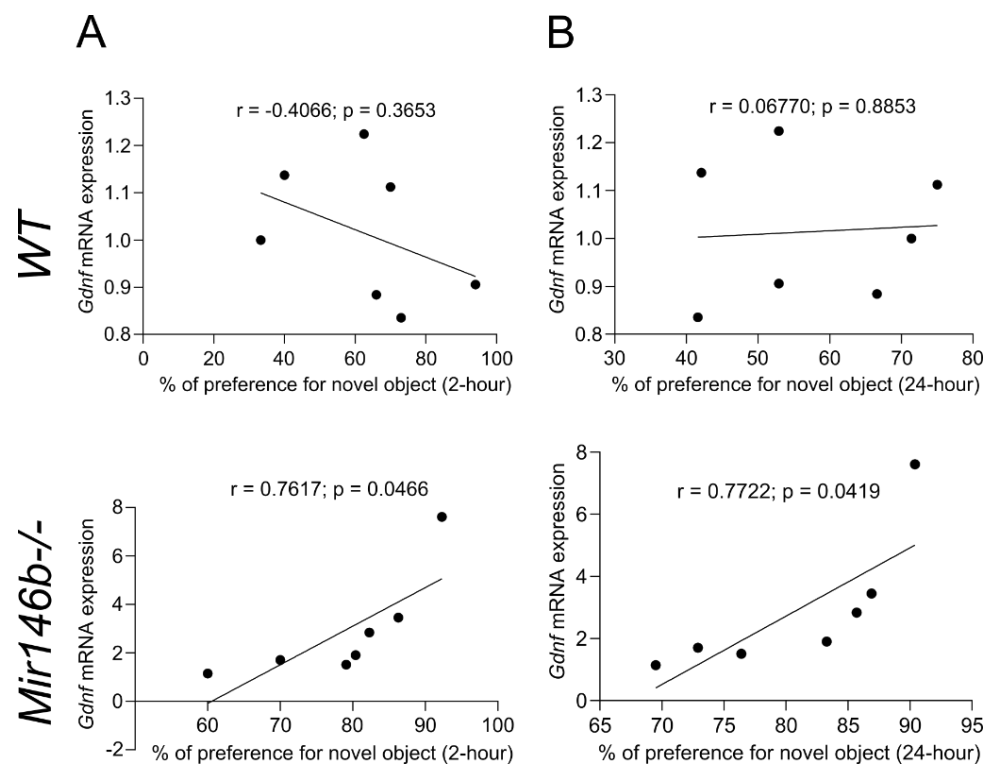 A
B
WT
Gdnf mRNA expression
1.3
1.2
1.1
1.0
0.9
0.8
r = -0.4066; p = 0.3653
0 20 40 60 80 100
% of preference for novel object (2-hour)
Gdnf mRNA expression
1.3
1.2
1.1
1.0
0.9
0.8
r = 0.06770; p = 0.8853
30 40 50 60 70 80
% of preference for novel object (24-hour)
Mir146b-/-
Gdnf mRNA expression
8
6
4
2
0
-2
r = 0.7617; p = 0.0466
60 70 80 90 100
% of preference for novel object (2-hour)
Gdnf mRNA expression
8
6
4
2
0
r = 0.7722; p = 0.0419
65 70 75 80 85 90 95
% of preference for novel object (24-hour)